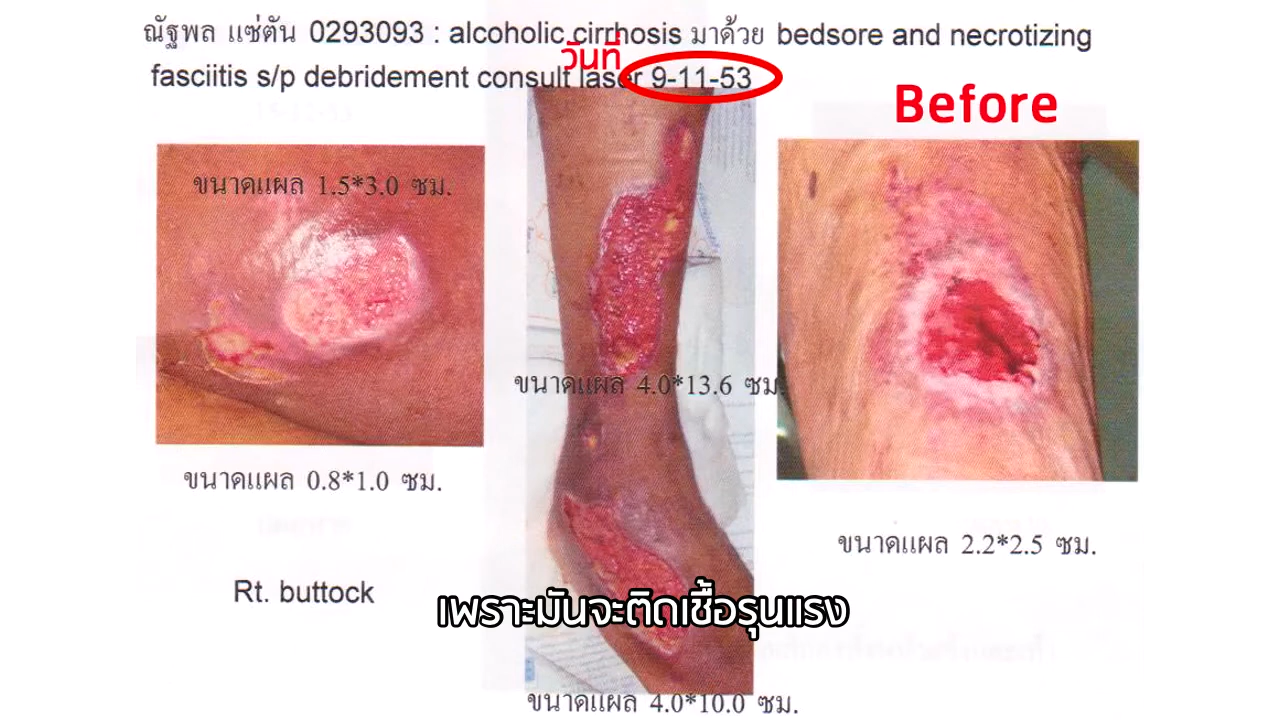 ณัฐพล แซ่ตัน 0293093 : alcoholic cirrhosis มาด้วย bedsore and necrotizing
fasciitis s/p debridement consult laser 9-11-53
วันที่
Before
ขนาดแผล 1.5*3.0 ซม.
ขนาดแผล 4.0*13.6 ซม.
ขนาดแผล 0.8*1.0 ซม.
ขนาดแผล 2.2*2.5 ซม.
Rt. buttock
เพราะมันจะติดเชื้อรุนแรง
ขนาดแผล 4.0*10.0 ซม.